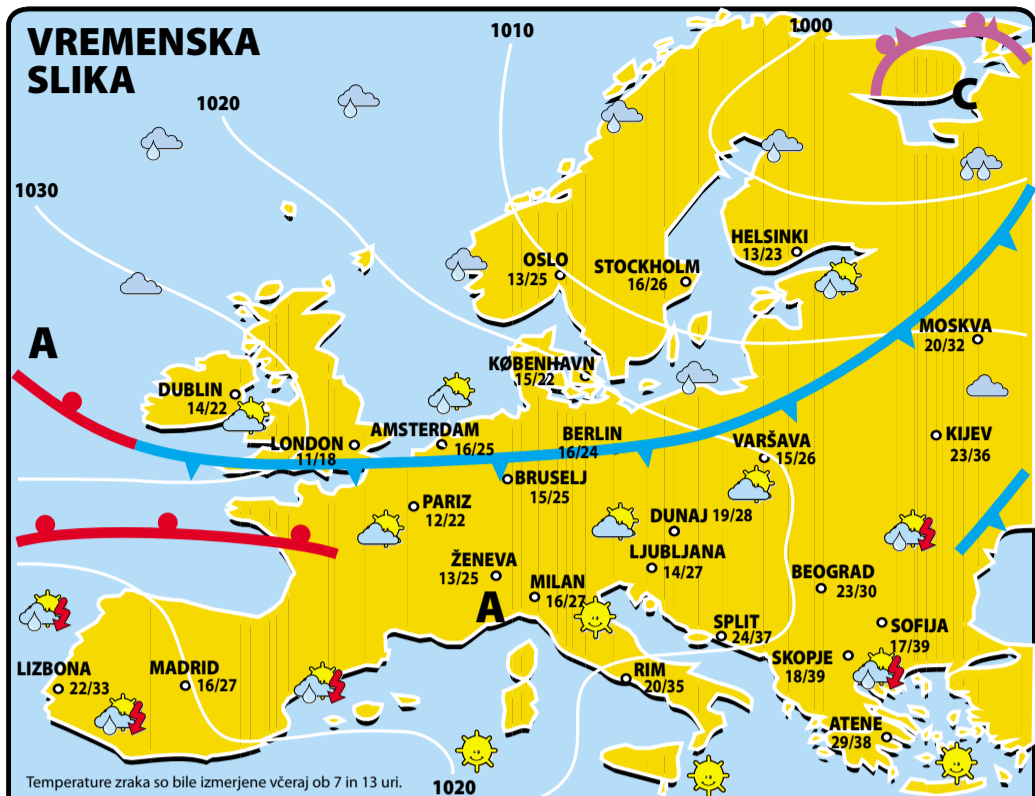 VREMENSKA
SLIKA
1010
1000
1020
1030
C
HELSINKI
13/23
OSLO
13/25
STOCKHOLM
16/26
MOSKVA
20/32
A
KØBENHAVN
15/22
DUBLIN
14/22
AMSTERDAM
16/25
BERLIN
16/24
LONDON
11/18
VARŠAVA
15/26
KIJEV
23/36
BRUSELJ
15/25
PARIZ
12/22
DUNAJ 19/28
LJUBLJANA
14/27
ŽENEVA
13/25
MILAN
16/27
A
BEOGRAD
23/30
SPLIT
24/37
SOFIJA
17/39
SKOPJE
18/39
LIZBONA
22/33
MADRID
16/27
RIM
20/35
ATENE
29/38
Temperature zraka so bile izmerjene včeraj ob 7 in 13 uri.
1020